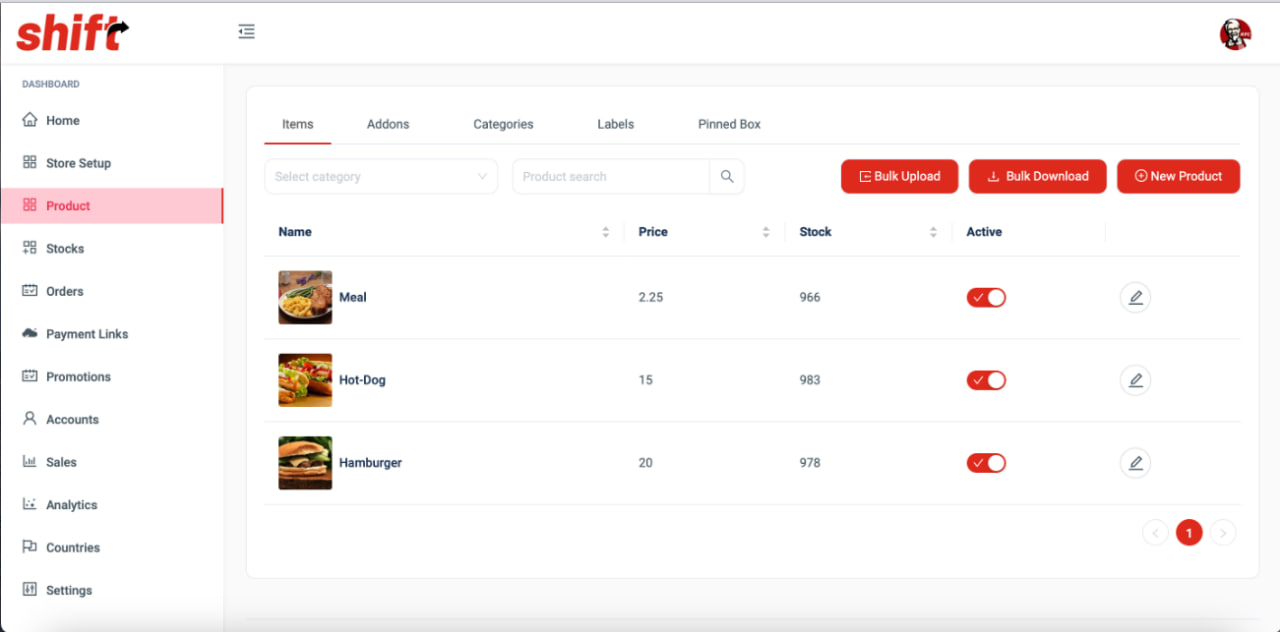 shift
DASHBOARD
Home
Store Setup
Product
Stocks
Orders
Payment Links
Promotions
Accounts
Sales
Analytics
Countries
Settings
Items Addons Categories Labels Pinned Box
Select category Product search Bulk Upload Bulk Download New Product
Name Price Stock Active
Meal 2.25 966
Hot-Dog 15 983
Hamburger 20 978
1